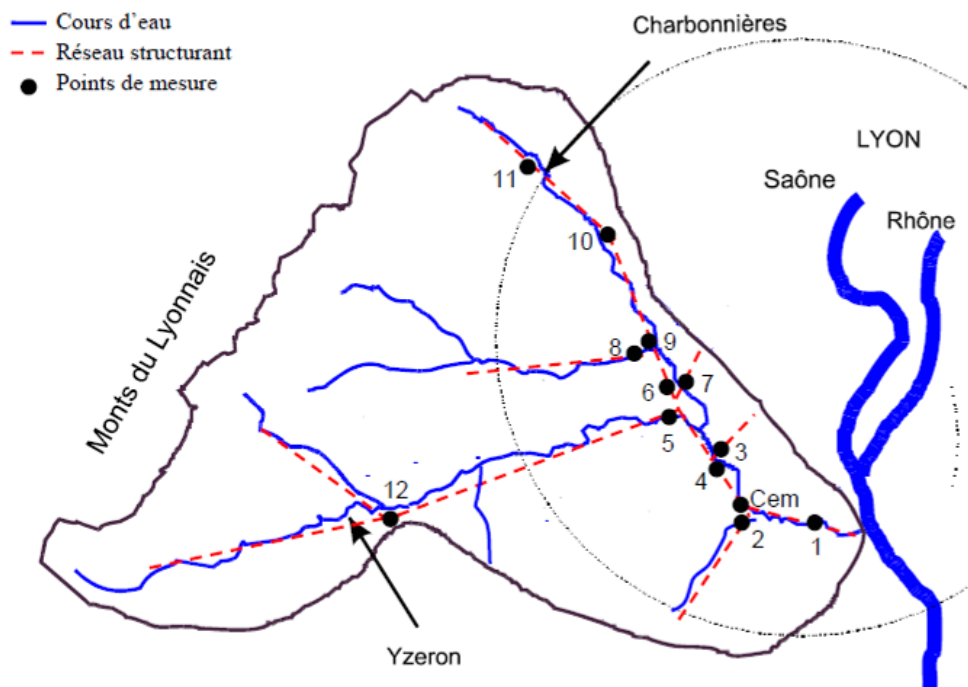 Cours d'eau
Réseau structurant
Points de mesure
Charbonnières
LYON
Saône
Rhône
Monts du Lyonnais
11
10
9
8
7
6
5
3
4
12
Cem
2
1
Yzeron